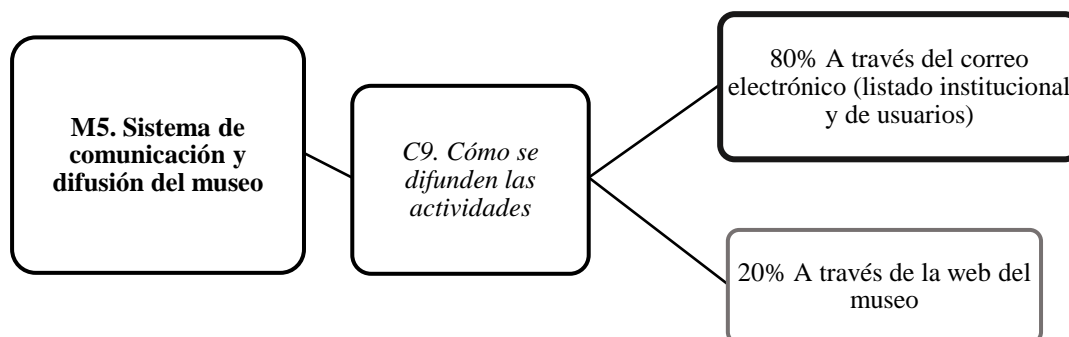 M5. Sistema de
comunicación y
difusión del museo
C9. Cómo se
difunden las
actividades
80% A través del correo
electrónico (listado institucional
y de usuarios)
20% A través de la web del
museo